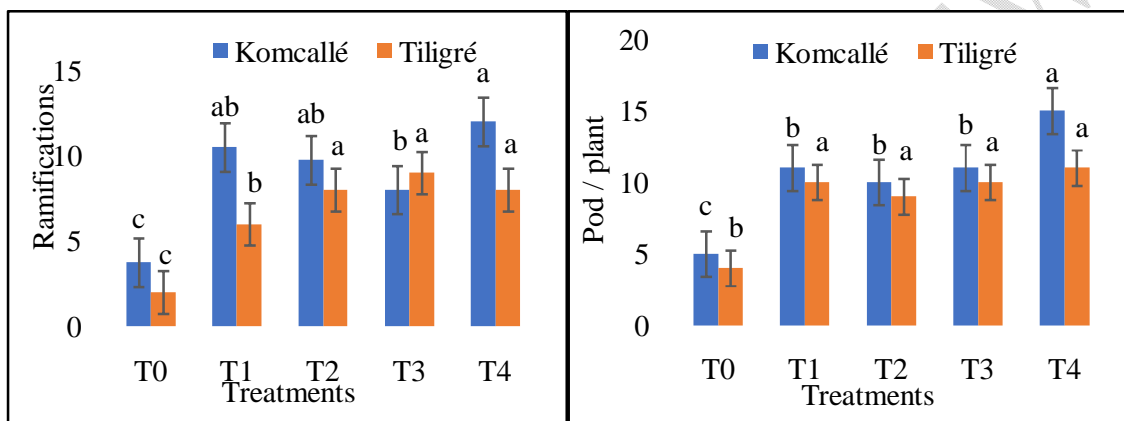 Komcallé Tiligré
Ramifications
15
10
5
0
c
c
ab
b
ab
a
b
a
a
a
T0 T1 T2 T3 T4
Treatments
Komcallé Tiligré
Pod / plant
20
15
10
5
0
c
b
b
a
b
a
b
a
a
a
T0 T1 T2 T3 T4
Treatments